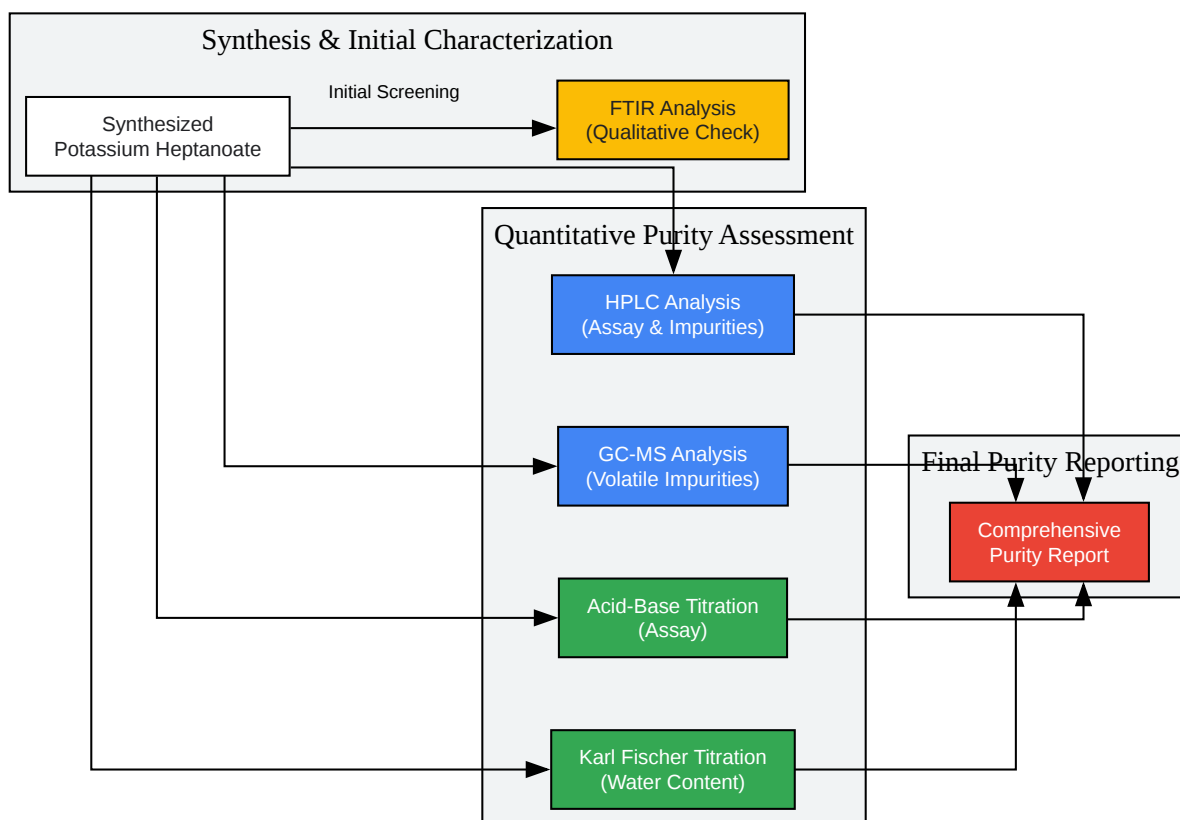 Synthesis & Initial Characterization
Initial Screening
Synthesized
Potassium Heptanoate
FTIR Analysis
(Qualitative Check)
Quantitative Purity Assessment
HPLC Analysis
(Assay & Impurities)
GC-MS Analysis
(Volatile Impurities)
Final Purity Reporting
Comprehensive
Purity Report
Acid-Base Titration
(Assay)
Karl Fischer Titration
(Water Content)